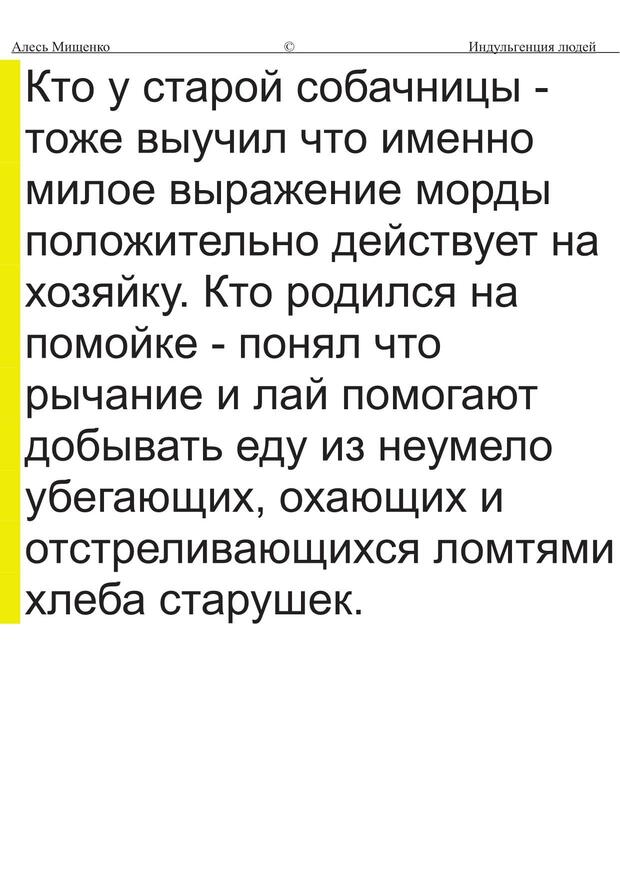 Алесь Мищенко © Индульгенция людей
Кто у старой собачницы -
тоже выучил что именно
милое выражение морды
положительно действует на
хозяйку. Кто родился на
помойке - понял что
рычание и лай помогают
добывать еду из неумело
убегающих, охающих и
отстреливающихся ломтями
хлеба старушек.